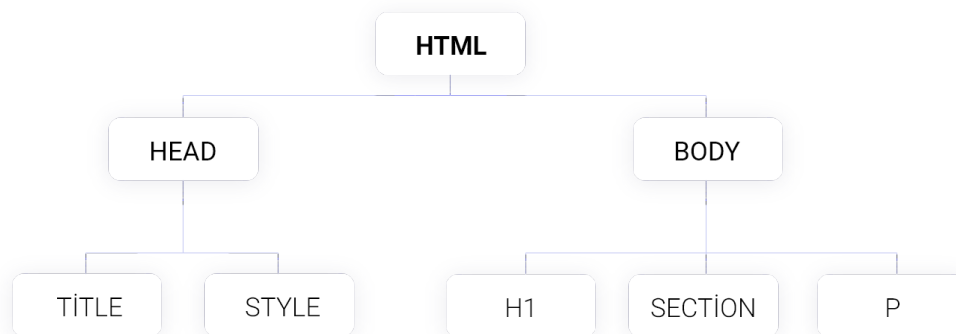 HTML
HEAD
BODY
TİTLE
STYLE
H1
SECTİON
P